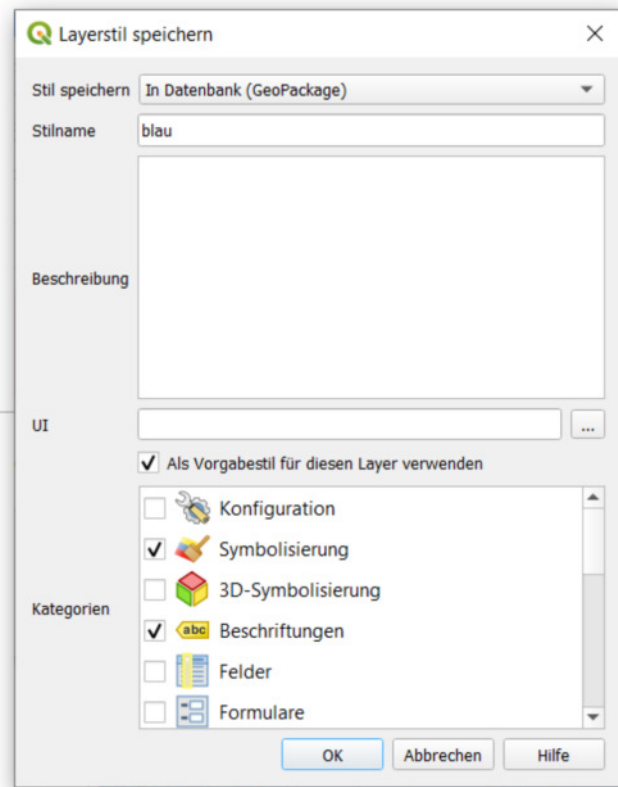 Layerstil speichern
Stil speichern In Datenbank (GeoPackage)
Stilname blau
Beschreibung
UI ...
Als Vorgabestil für diesen Layer verwenden
Konfiguration
Symbolisierung
3D-Symbolisierung
Kategorien
abc Beschriftungen
Felder
Formulare
OK Abbrechen Hilfe